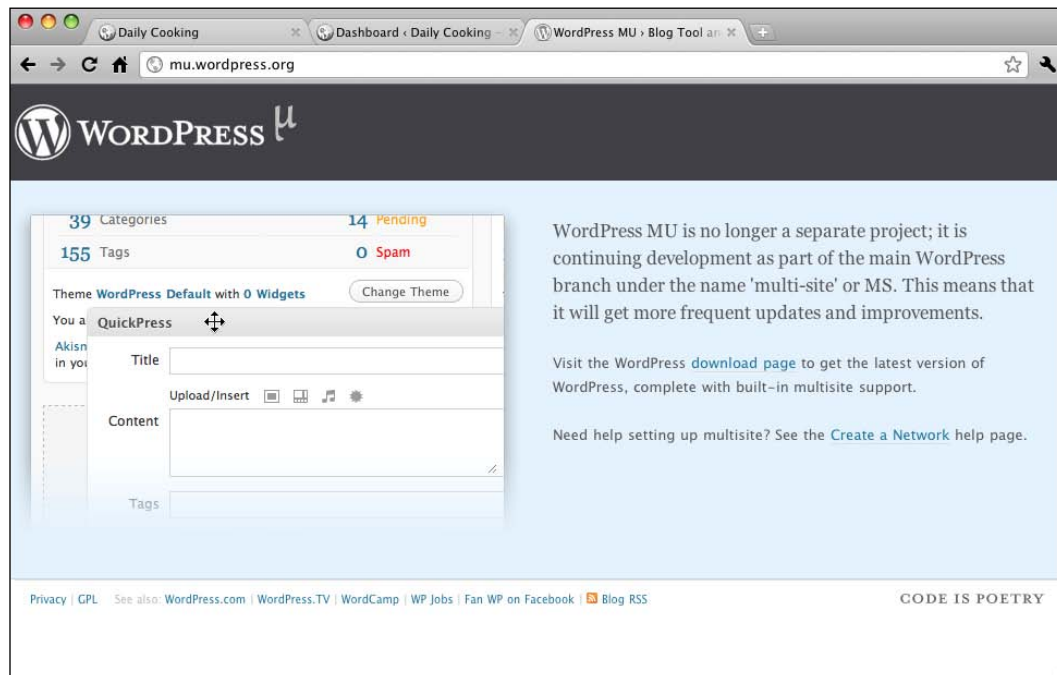 Daily Cooking
Dashboard ‹ Daily Cooking –
WordPress MU › Blog Tool an
mu.wordpress.org
WORDPRESS μ
39 Categories 14 Pending
155 Tags 0 Spam
Theme WordPress Default with 0 Widgets Change Theme
You a
QuickPress
Akisn
in you
Title
Upload/Insert
Content
Tags
WordPress MU is no longer a separate project; it is
continuing development as part of the main WordPress
branch under the name 'multi-site' or MS. This means that
it will get more frequent updates and improvements.
Visit the WordPress download page to get the latest version of
WordPress, complete with built-in multisite support.
Need help setting up multisite? See the Create a Network help page.
Privacy | GPL See also: WordPress.com | WordPress.TV | WordCamp | WP Jobs | Fan WP on Facebook | Blog RSS
CODE IS POETRY